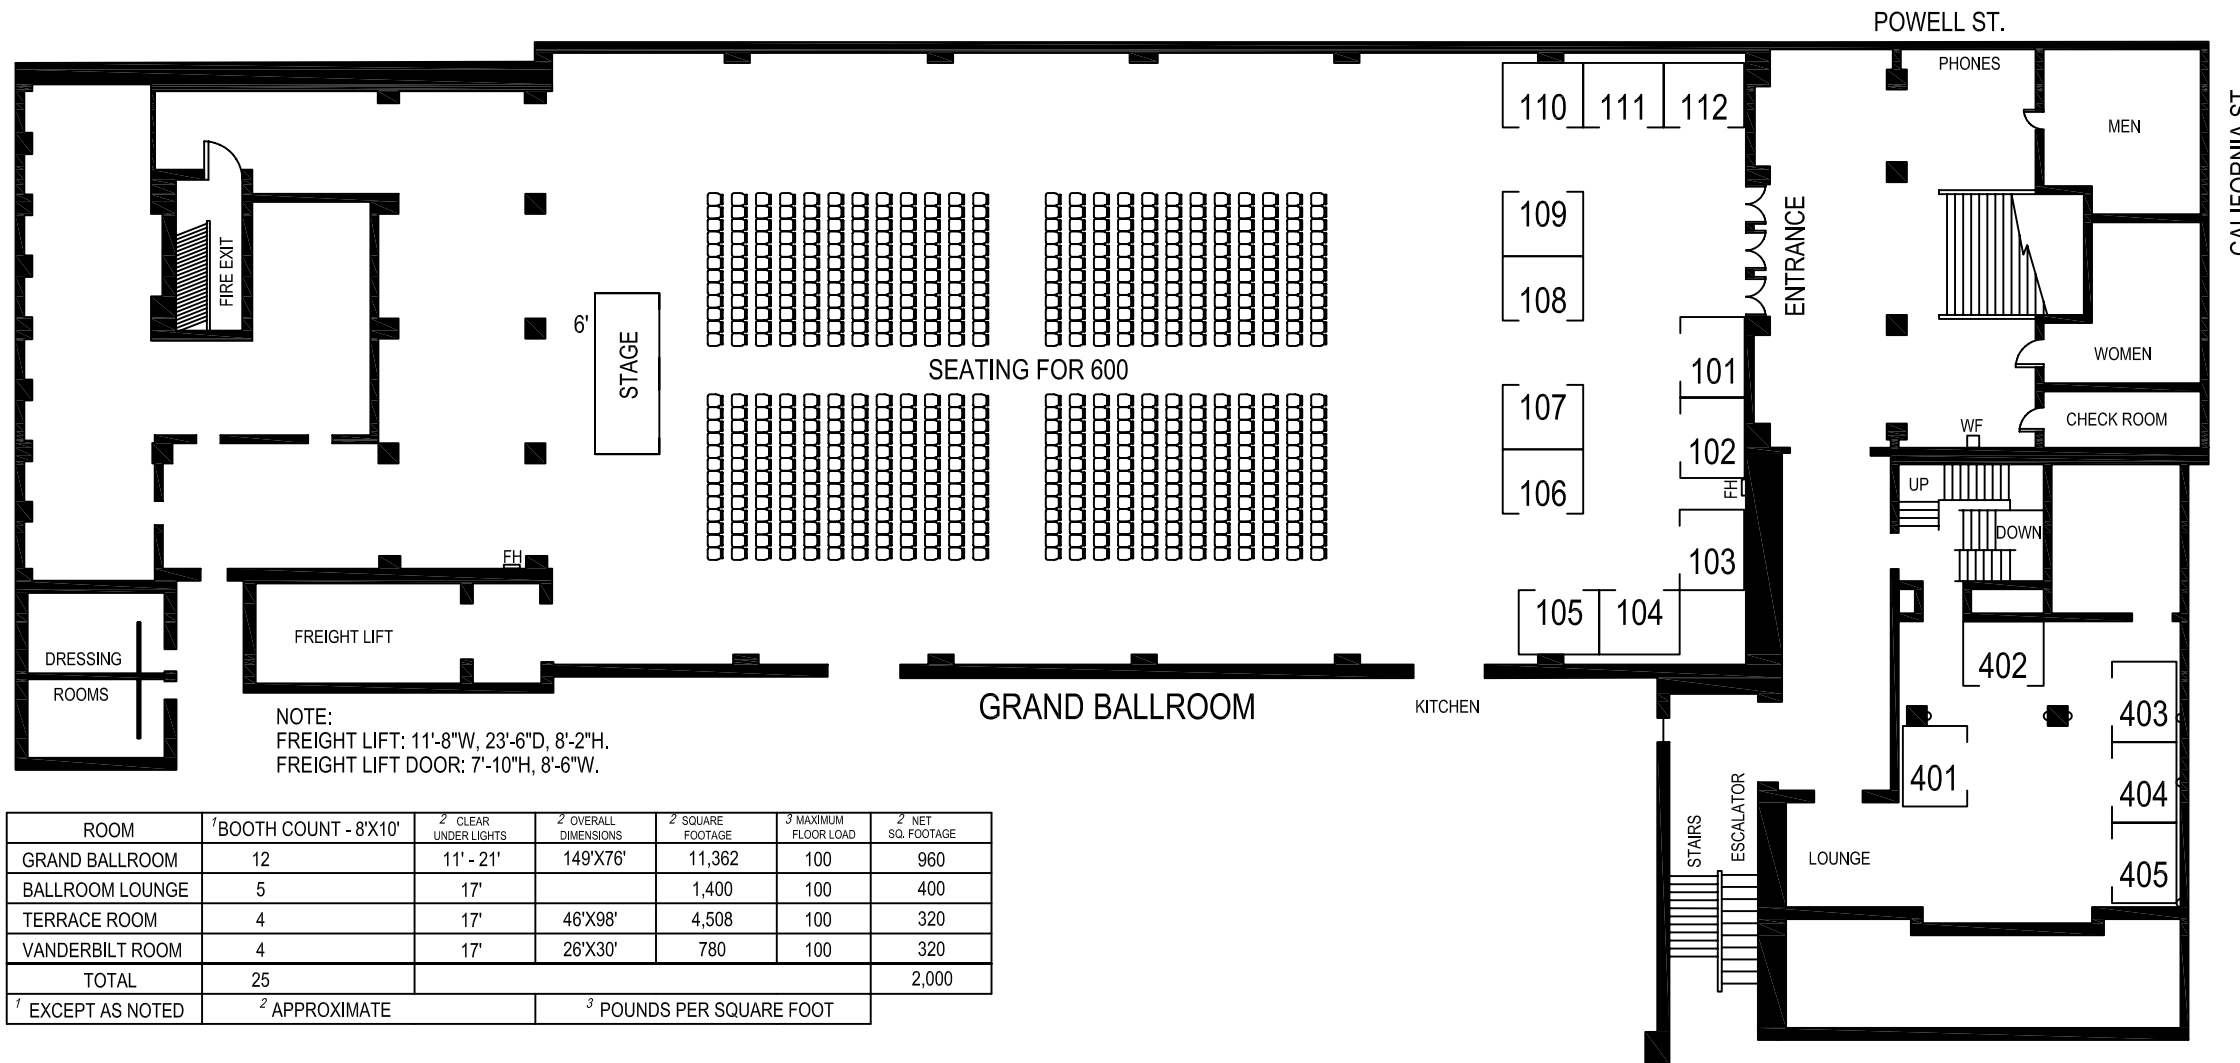 POWELL ST.
CALIFORNIA ST.
PHONES
MEN
110
111
112
109
108
ENTRANCE
FIRE EXIT
6'
STAGE
SEATING FOR 600
101
107
102
106
FH
103
105
104
WOMEN
CHECK ROOM
WF
UP
DOWN
FH
FREIGHT LIFT
DRESSING
ROOMS
402
403
401
404
405
LOUNGE
STAIRS
ESCALATOR
KITCHEN
GRAND BALLROOM
NOTE:
FREIGHT LIFT: 11'-8"W, 23'-6"D, 8'-2"H.
FREIGHT LIFT DOOR: 7'-10"H, 8'-6"W.
ROOM 1 BOOTH COUNT - 8'X10' 2 CLEAR UNDER LIGHTS 2 OVERALL DIMENSIONS 2 SQUARE FOOTAGE 3 MAXIMUM FLOOR LOAD 2 NET SQ. FOOTAGE
GRAND BALLROOM 12 11' - 21' 149'X76' 11,362 100 960
BALLROOM LOUNGE 5 17' 1,400 100 400
TERRACE ROOM 4 17' 46'X98' 4,508 100 320
VANDERBILT ROOM 4 17' 26'X30' 780 100 320
TOTAL 25 2,000
1 EXCEPT AS NOTED 2 APPROXIMATE 3 POUNDS PER SQUARE FOOT